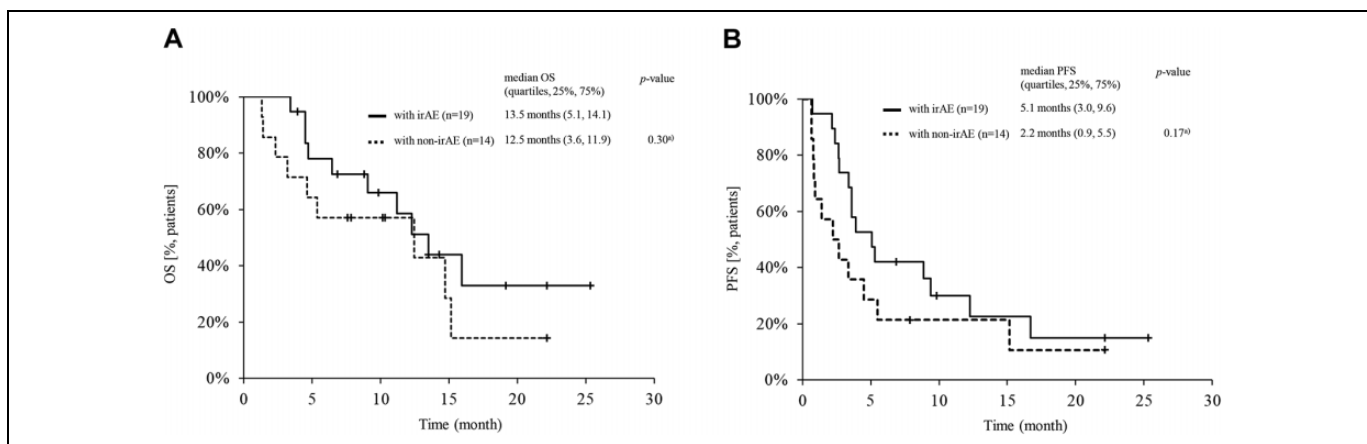 A
median OS p-value
(quartiles, 25%, 75%)
with irAE (n=19) 13.5 months (5.1, 14.1)
with non-irAE (n=14) 12.5 months (3.6, 11.9) 0.30a)
100%
80%
60%
40%
20%
0%
OS [%, patients]
0 5 10 15 20 25 30
Time (month)
B
median PFS p-value
(quartiles, 25%, 75%)
with irAE (n=19) 5.1 months (3.0, 9.6)
with non-irAE (n=14) 2.2 months (0.9, 5.5) 0.17a)
100%
80%
60%
40%
20%
0%
PFS [%, patients]
0 5 10 15 20 25 30
Time (month)